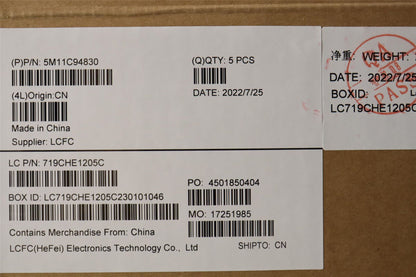 (P)P/N: 5M11C94830
(Q)QTY: 5 PCS
(4L)Origin:CN
DATE: 2022/7/25
Made in China
Supplier: LCFC
LC P/N: 719CHE1205C
PO: 4501850404
BOX ID: LC719CHE1205C230101046
MO: 17251985
Contains Merchandise From: China
LCFC(HeFei) Electronics Technology Co., Ltd
SHIPTO: CN
净重: WEIGHT:
DATE: 2022/7/25
BOXID:
LC719CHE1205C
QA
PASS